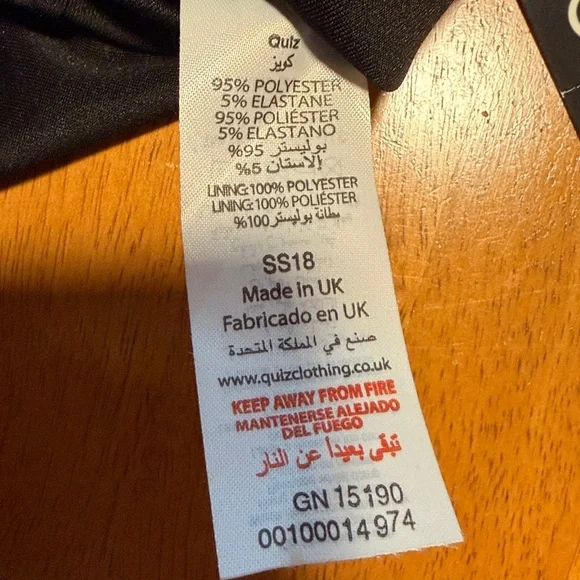 Quiz
كويز
95% POLYESTER
5% ELASTANE
95% POLIÉSTER
5% ELASTANO
%95 بوليستر
%5 إلاستان
LINING:100% POLYESTER
LINING:100% POLIÉSTER
%100 بطانة بوليستر
SS18
Made in UK
Fabricado en UK
صنع في المملكة المتحدة
www.quizclothing.co.uk
KEEP AWAY FROM FIRE
MANTENERSE ALEJADO
DEL FUEGO
تبقى بعيداً عن النار
GN 15190
00100014974